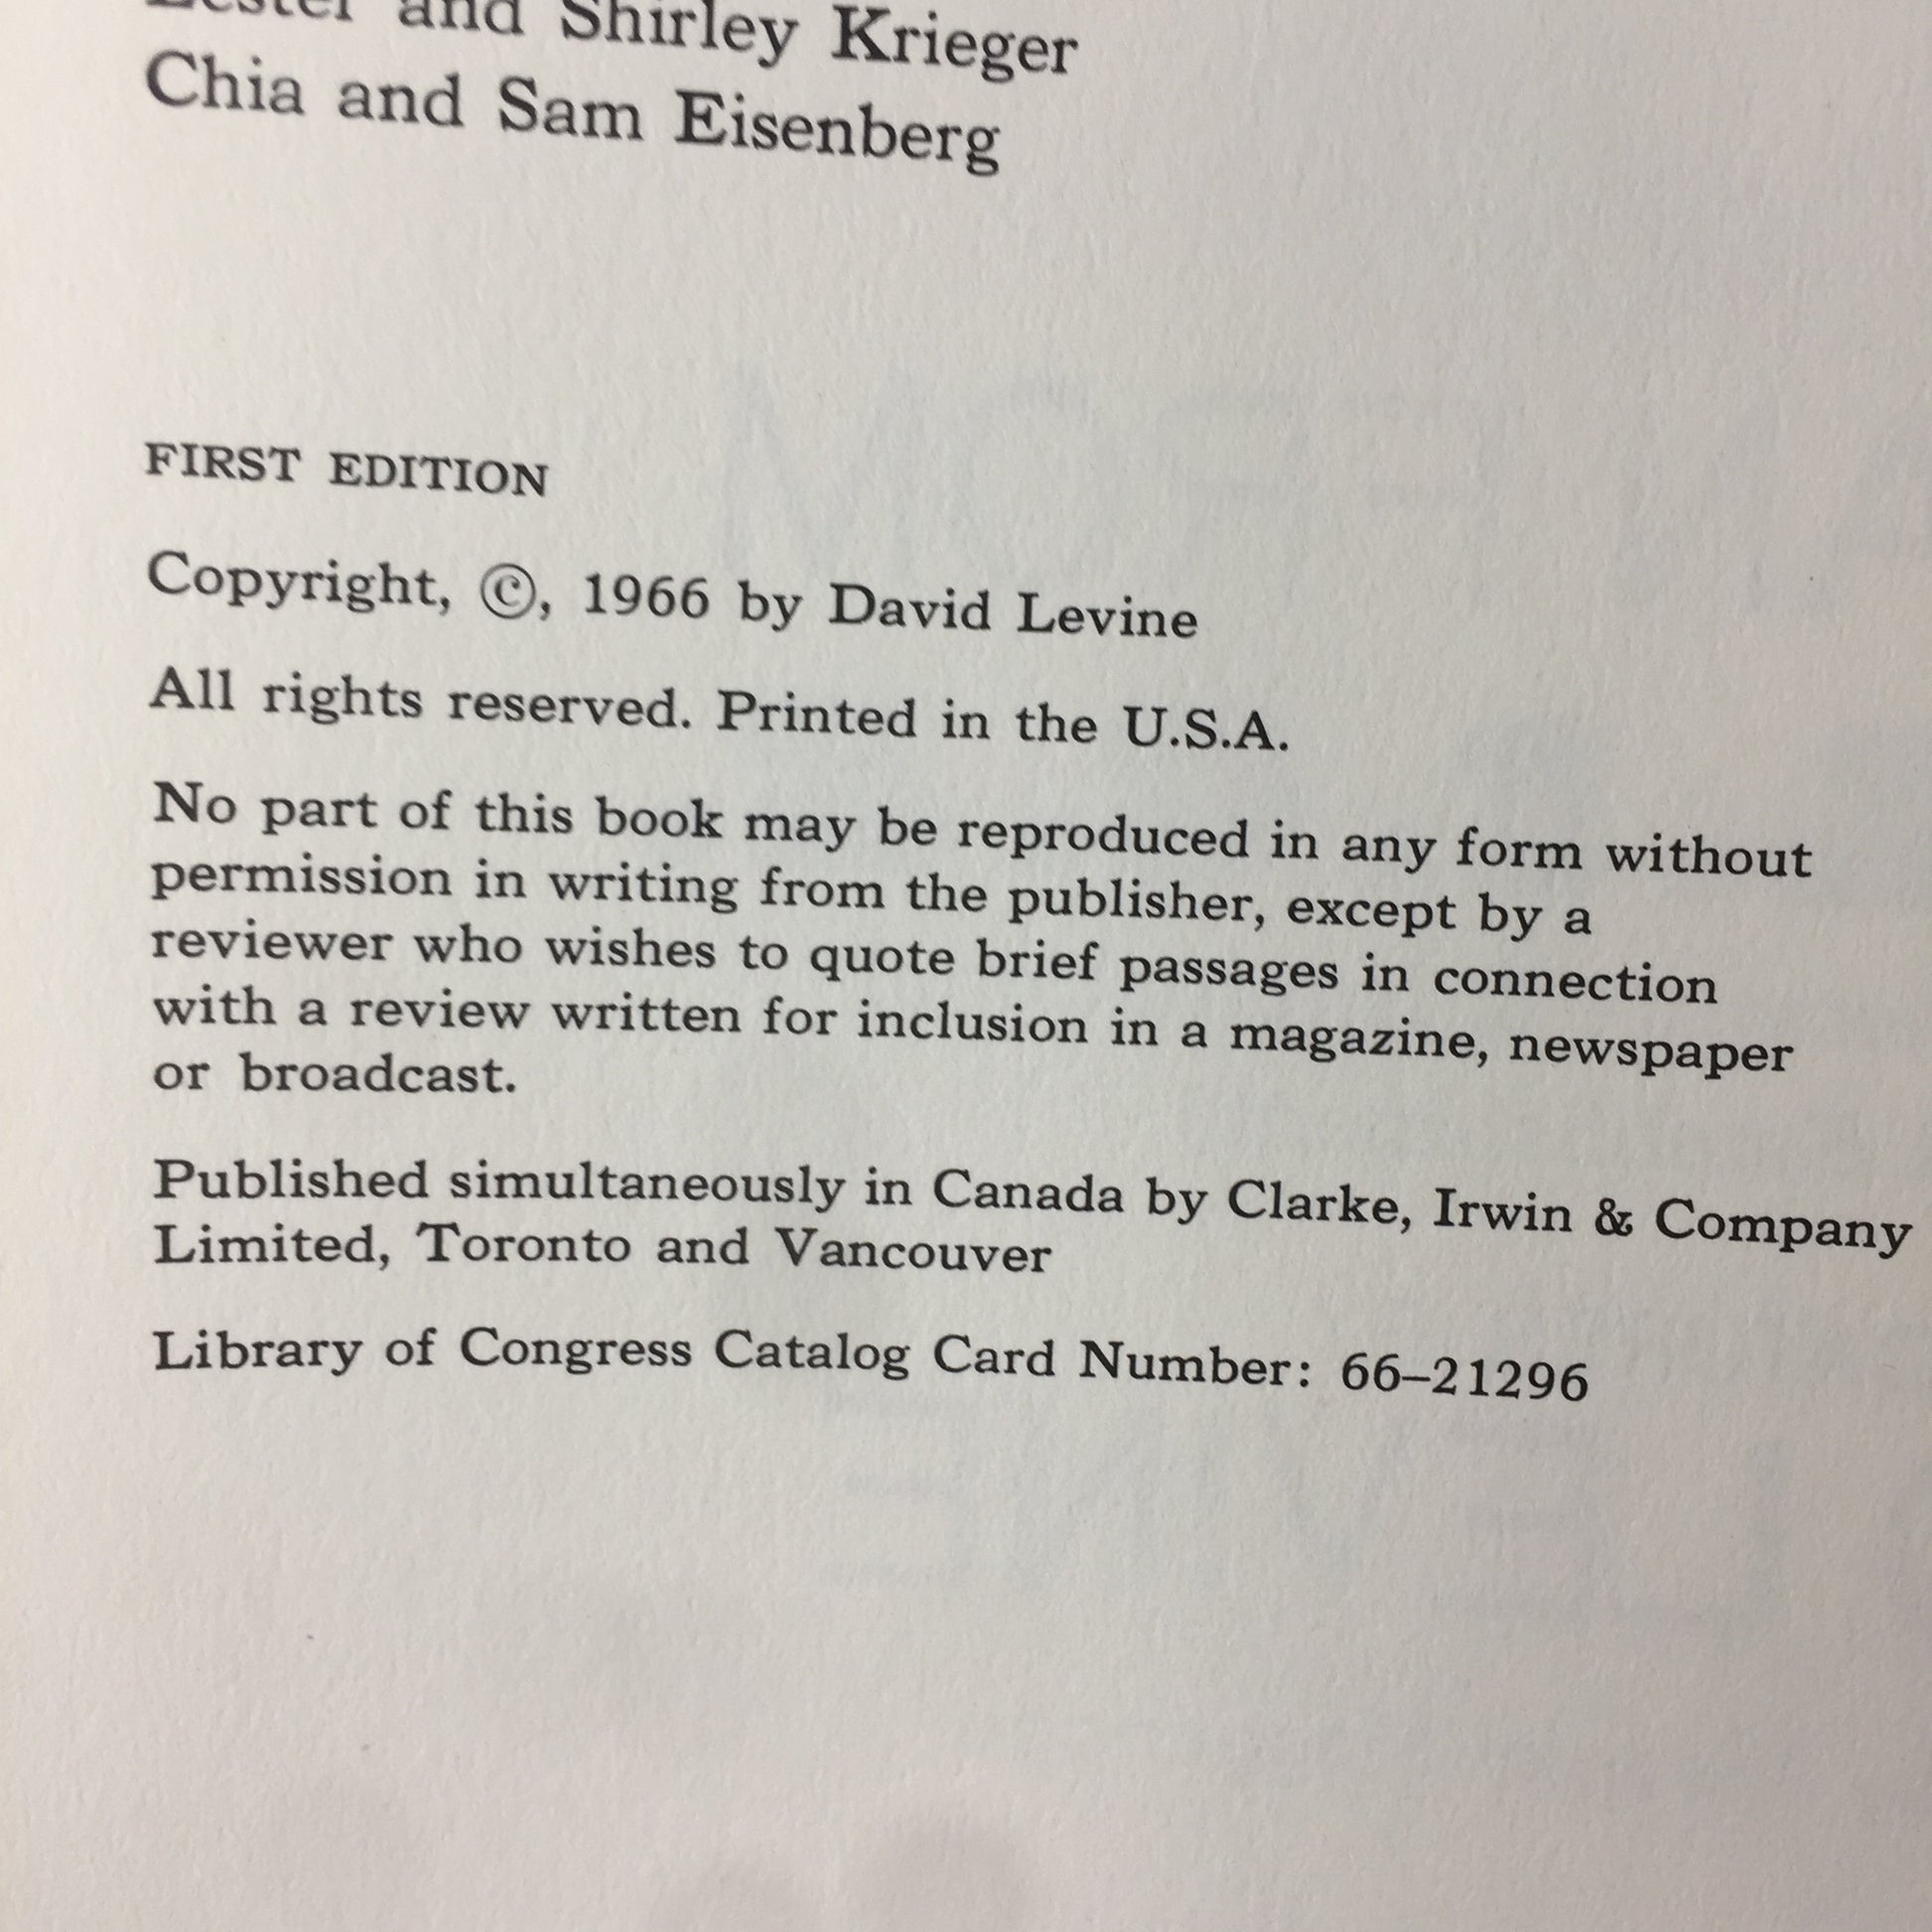 Lester and Shirley Krieger
Chia and Sam Eisenberg
FIRST EDITION
Copyright, ©, 1966 by David Levine
All rights reserved. Printed in the U.S.A.
No part of this book may be reproduced in any form without
permission in writing from the publisher, except by a
reviewer who wishes to quote brief passages in connection
with a review written for inclusion in a magazine, newspaper
or broadcast.
Published simultaneously in Canada by Clarke, Irwin & Company
Limited, Toronto and Vancouver
Library of Congress Catalog Card Number: 66–21296